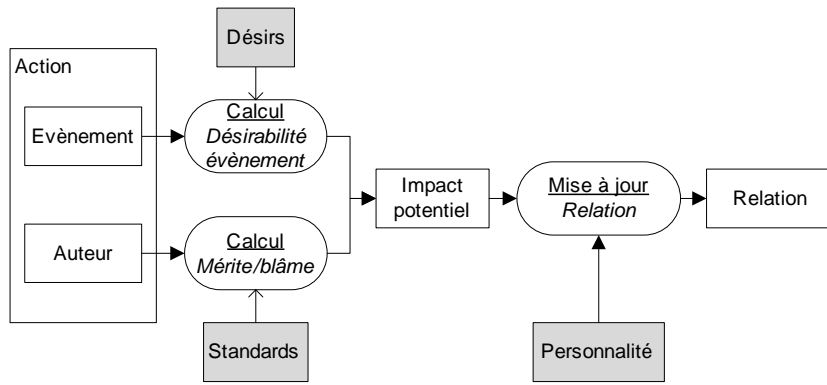 Désirs
Action
Evènement
Calcul
Désirabilité
évènement
Impact
potentiel
Mise à jour
Relation
Relation
Auteur
Calcul
Mérite/blâme
Standards
Personnalité